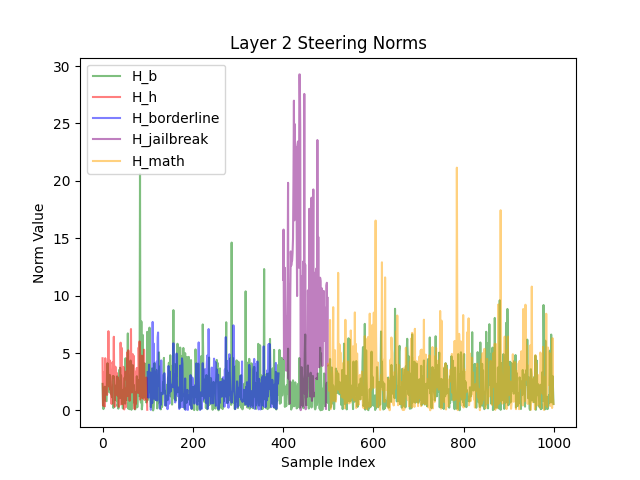 Layer 2 Steering Norms
H_b
H_h
H_borderline
H_jailbreak
H_math
Norm Value
30
25
20
15
10
5
0
0
200
400
600
800
1000
Sample Index